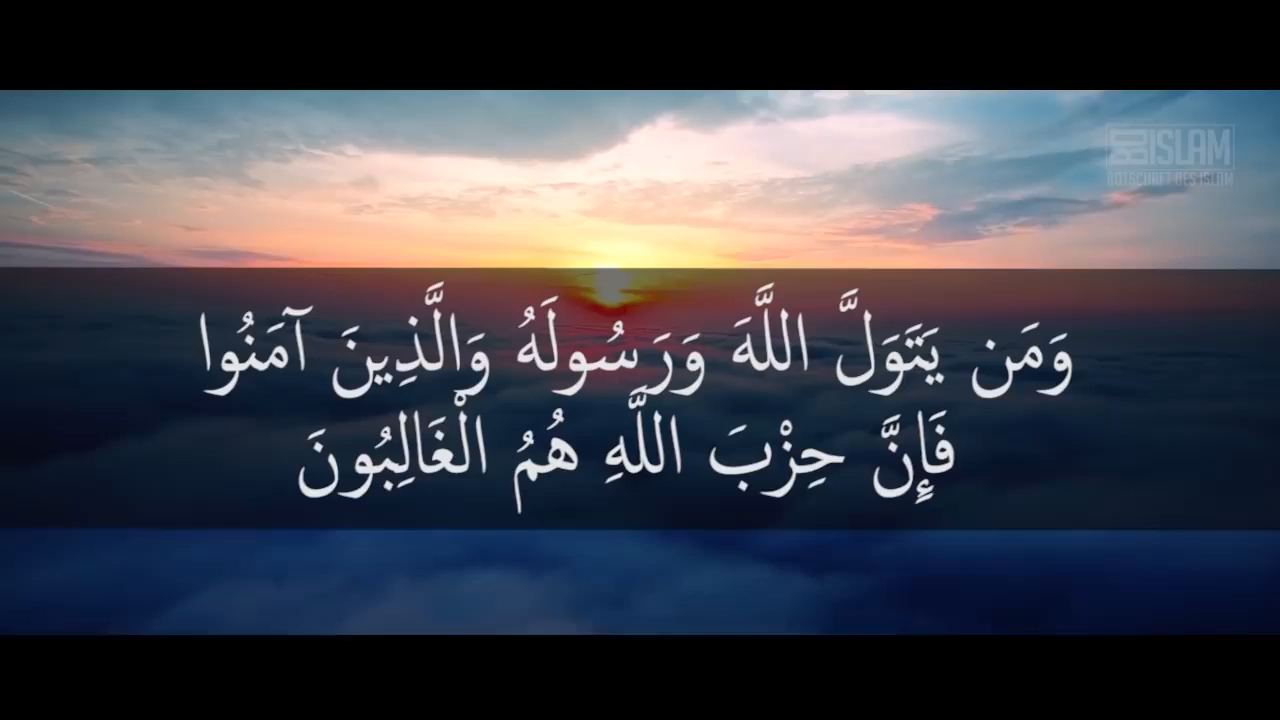 ISLAM
BOTSCHAFT DES ISLAM
وَمَن يَتَوَلَّ اللَّهَ وَرَسُولَهُ وَالَّذِينَ آمَنُوا
فَإِنَّ حِزْبَ اللَّهِ هُمُ الْغَالِبُونَ